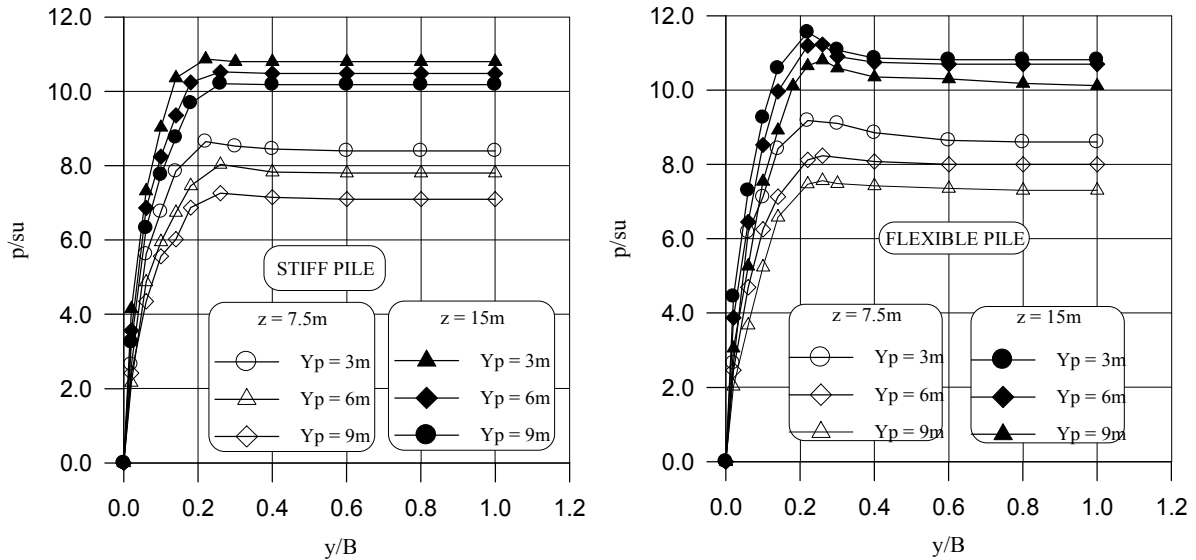 12.0
10.0
8.0
6.0
4.0
2.0
0.0
p/su
STIFF PILE
z = 7.5m
Yp = 3m
Yp = 6m
Yp = 9m
z = 15m
Yp = 3m
Yp = 6m
Yp = 9m
0.0 0.2 0.4 0.6 0.8 1.0 1.2
y/B
12.0
10.0
8.0
6.0
4.0
2.0
0.0
p/su
FLEXIBLE PILE
z = 7.5m
Yp = 3m
Yp = 6m
Yp = 9m
z = 15m
Yp = 3m
Yp = 6m
Yp = 9m
0.0 0.2 0.4 0.6 0.8 1.0 1.2
y/B